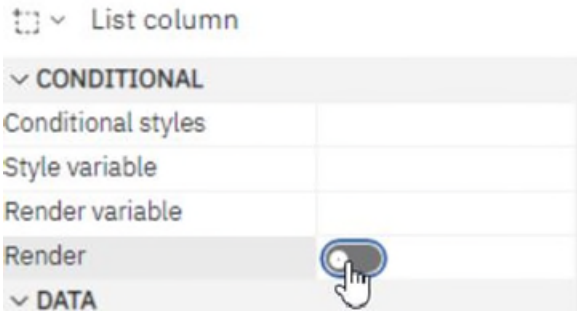 List column
CONDITIONAL
Conditional styles
Style variable
Render variable
Render
DATA